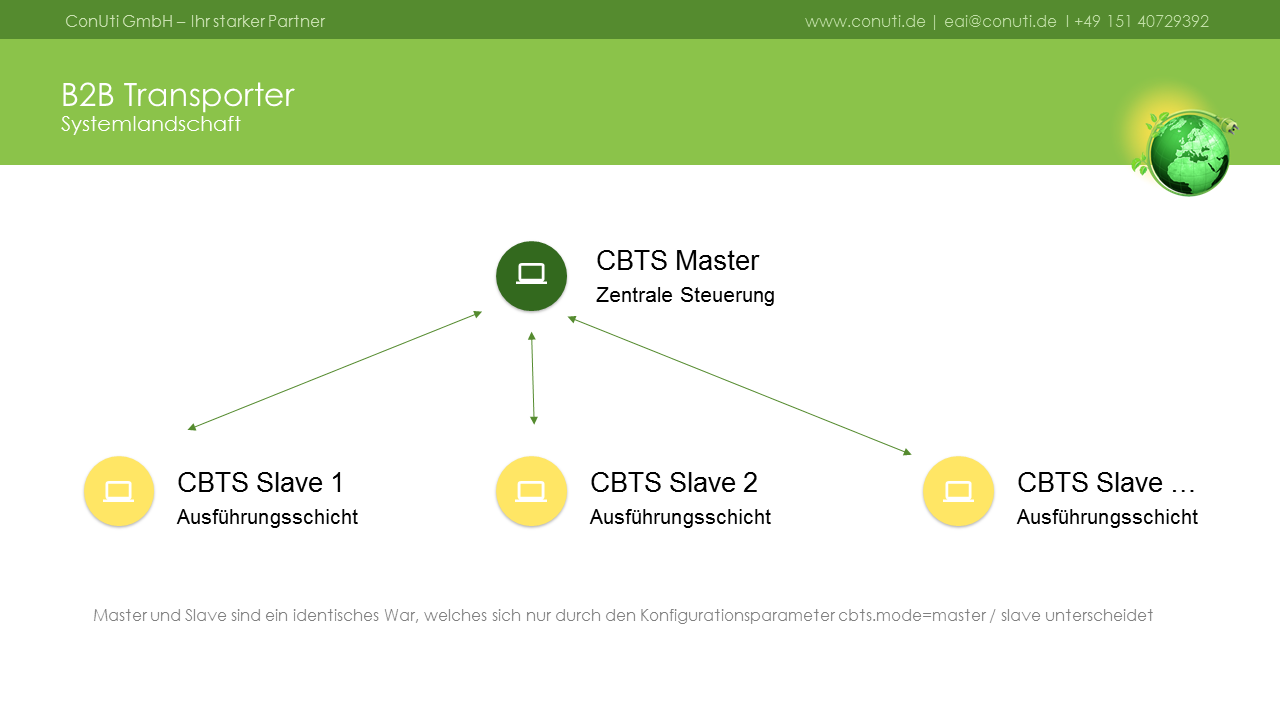 ConUti GmbH – Ihr starker Partner
www.conuti.de | eai@conuti.de I +49 151 40729392
B2B Transporter
Systemlandschaft
CBTS Master
Zentrale Steuerung
CBTS Slave 1
Ausführungsschicht
CBTS Slave 2
Ausführungsschicht
CBTS Slave …
Ausführungsschicht
Master und Slave sind ein identisches War, welches sich nur durch den Konfigurationsparameter cbts.mode=master / slave unterscheidet